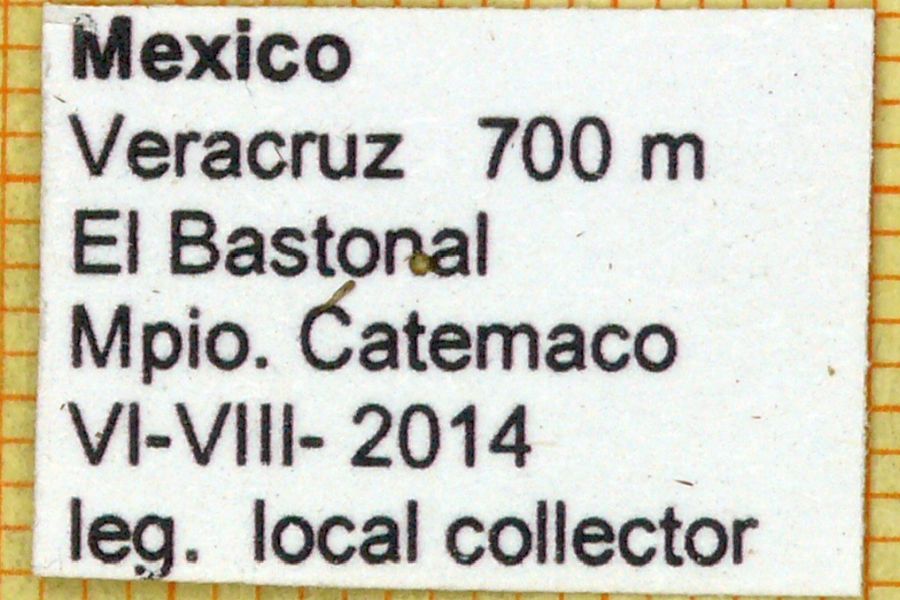 Mexico
Veracruz 700 m
El Bastonal
Mpio. Catemaco
VI-VIII- 2014
leg. local collector